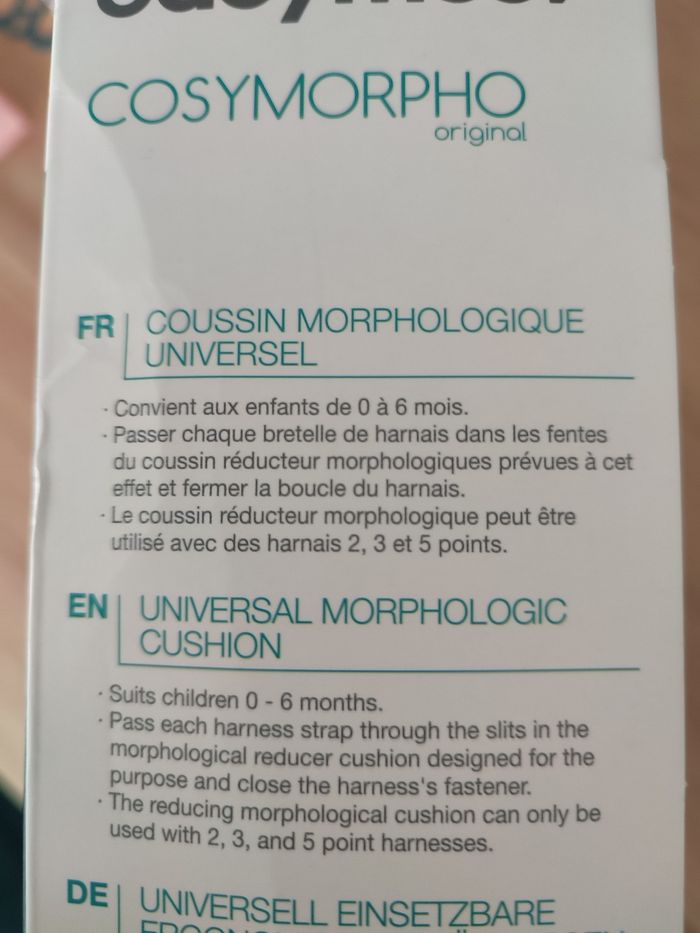 COSYMORPHO
original
FR
COUSSIN MORPHOLOGIQUE
UNIVERSEL
· Convient aux enfants de 0 à 6 mois.
· Passer chaque bretelle de harnais dans les fentes
du coussin réducteur morphologiques prévues à cet
effet et fermer la boucle du harnais.
· Le coussin réducteur morphologique peut être
utilisé avec des harnais 2, 3 et 5 points.
EN
UNIVERSAL MORPHOLOGIC
CUSHION
· Suits children 0 - 6 months.
· Pass each harness strap through the slits in the
morphological reducer cushion designed for the
purpose and close the harness's fastener.
· The reducing morphological cushion can only be
used with 2, 3, and 5 point harnesses.
DE
UNIVERSELL EINSETZBARE